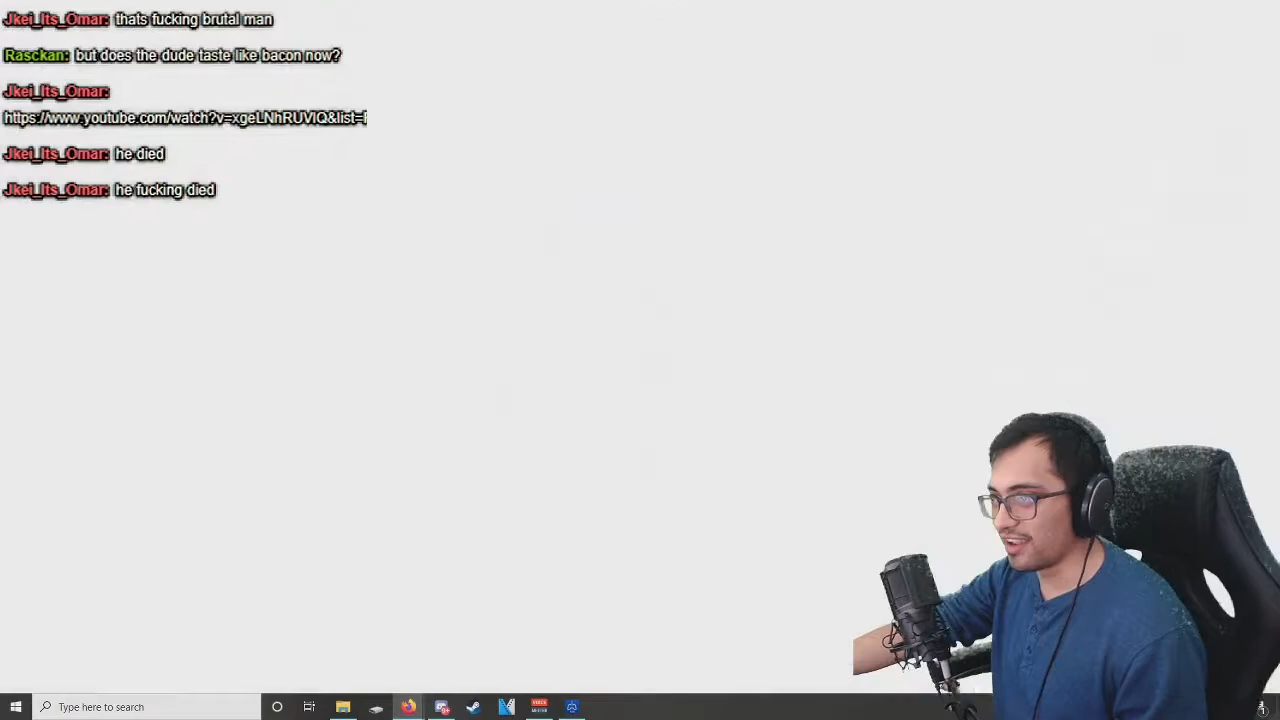 Jkei_Its_Omar: thats fucking brutal man
Rasckan: but does the dude taste like bacon now?
Jkei_Its_Omar:
https://www.youtube.com/watch?v=xgeLNhRUVlQ&list=
Jkei_Its_Omar: he died
Jkei_Its_Omar: he fucking died
Type here to search